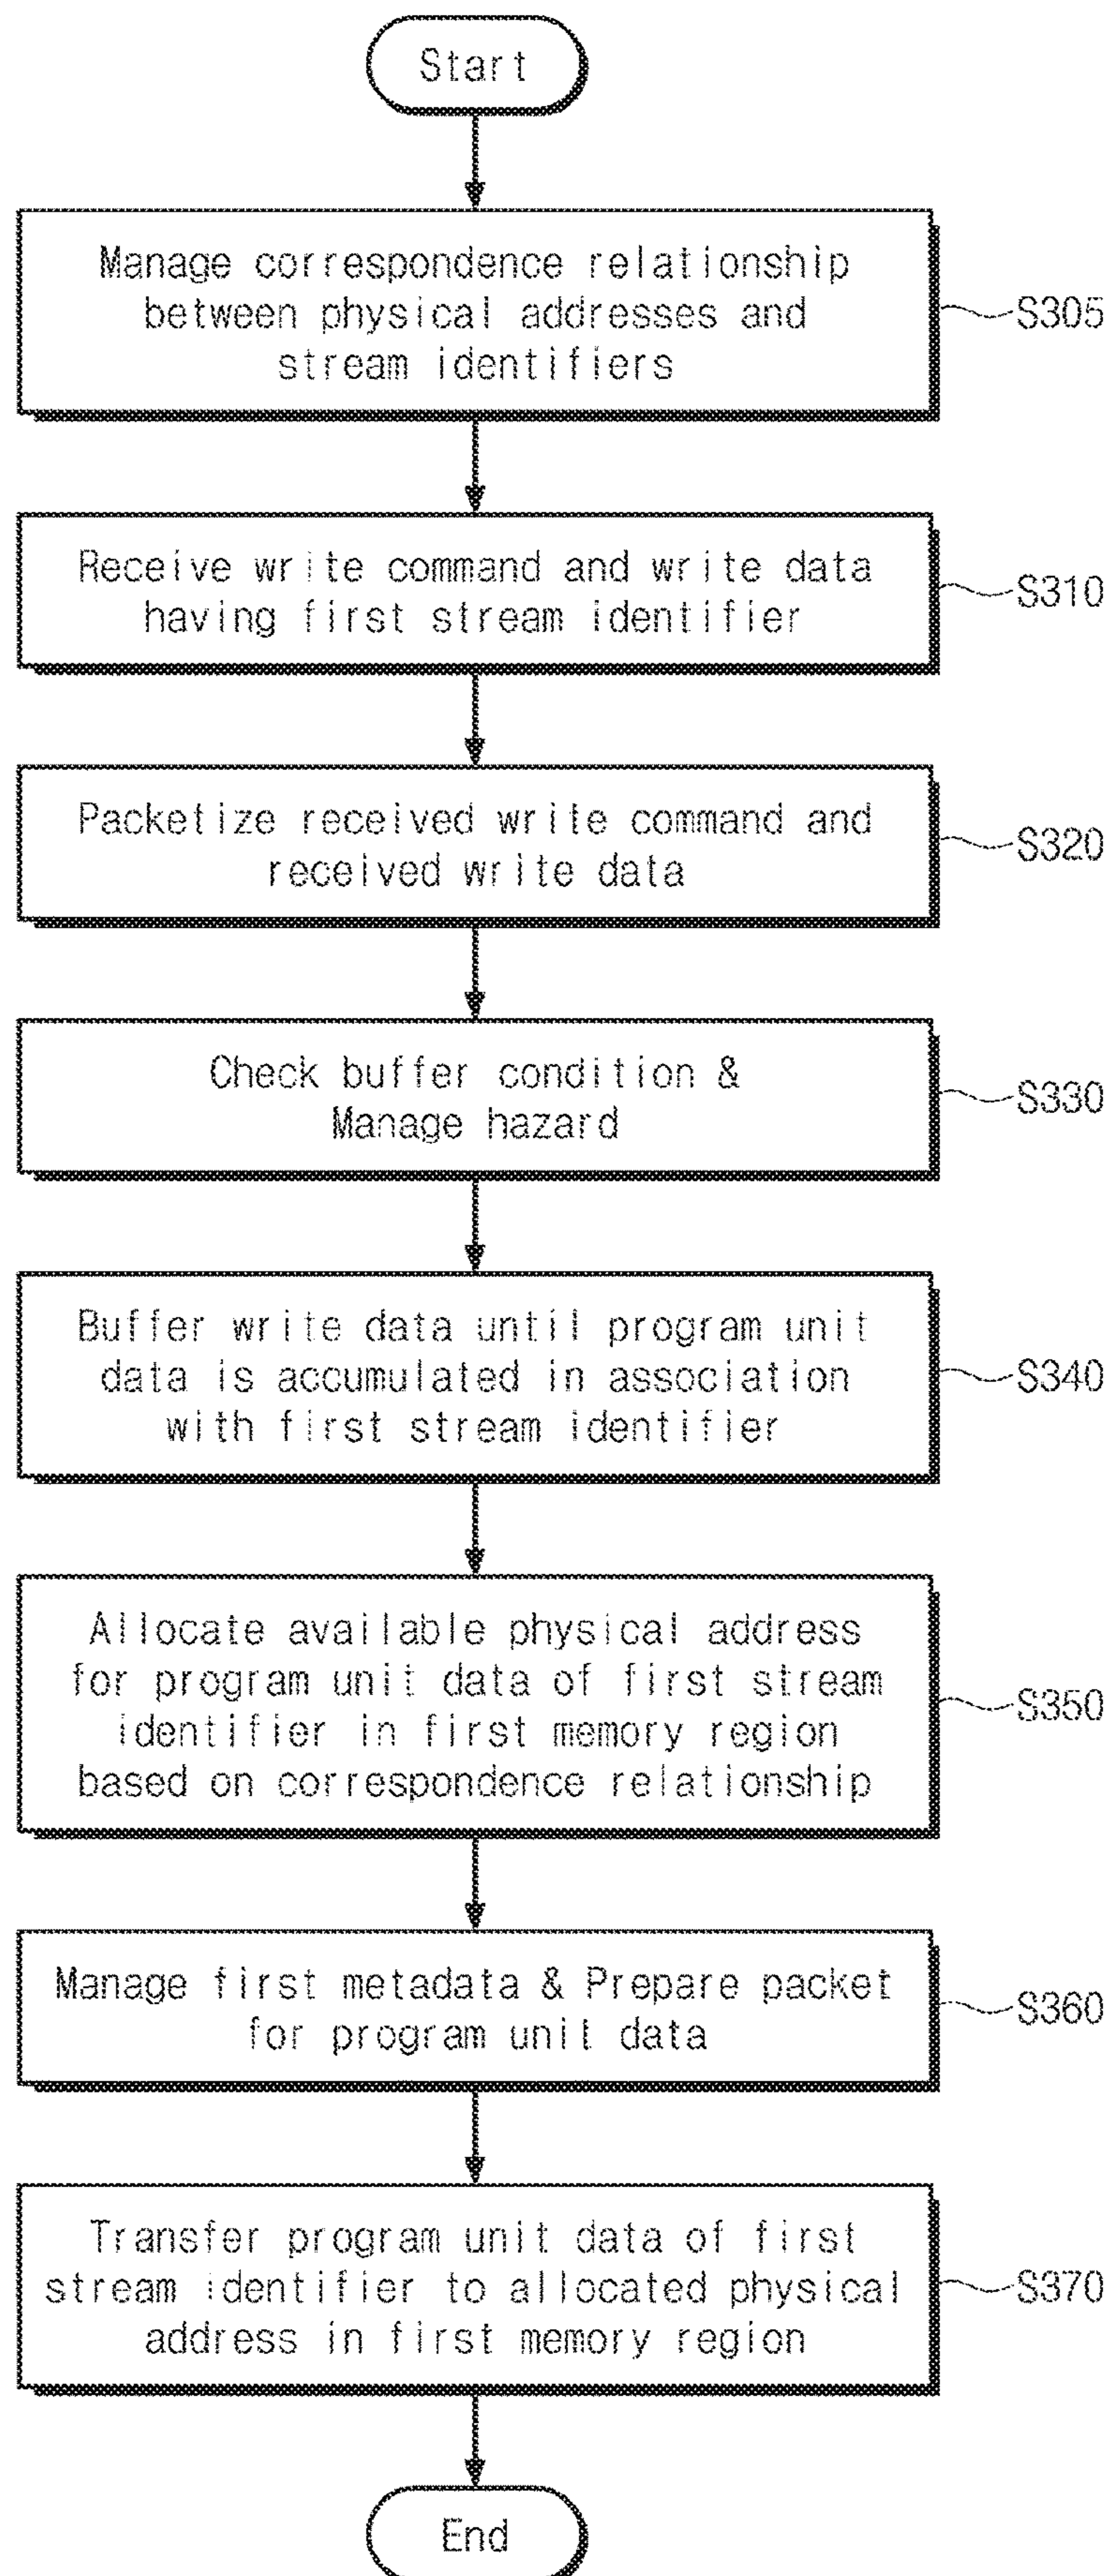 Start
Manage correspondence relationship
between physical addresses and
stream identifiers
S305
Receive write command and write data
having first stream identifier
S310
Packetize received write command and
received write data
S320
Check buffer condition &
Manage hazard
S330
Buffer write data until program unit
data is accumulated in association
with first stream identifier
S340
Allocate available physical address
for program unit data of first stream
identifier in first memory region
based on correspondence relationship
S350
Manage first metadata & Prepare packet
for program unit data
S360
Transfer program unit data of first
stream identifier to allocated physical
address in first memory region
S370
End